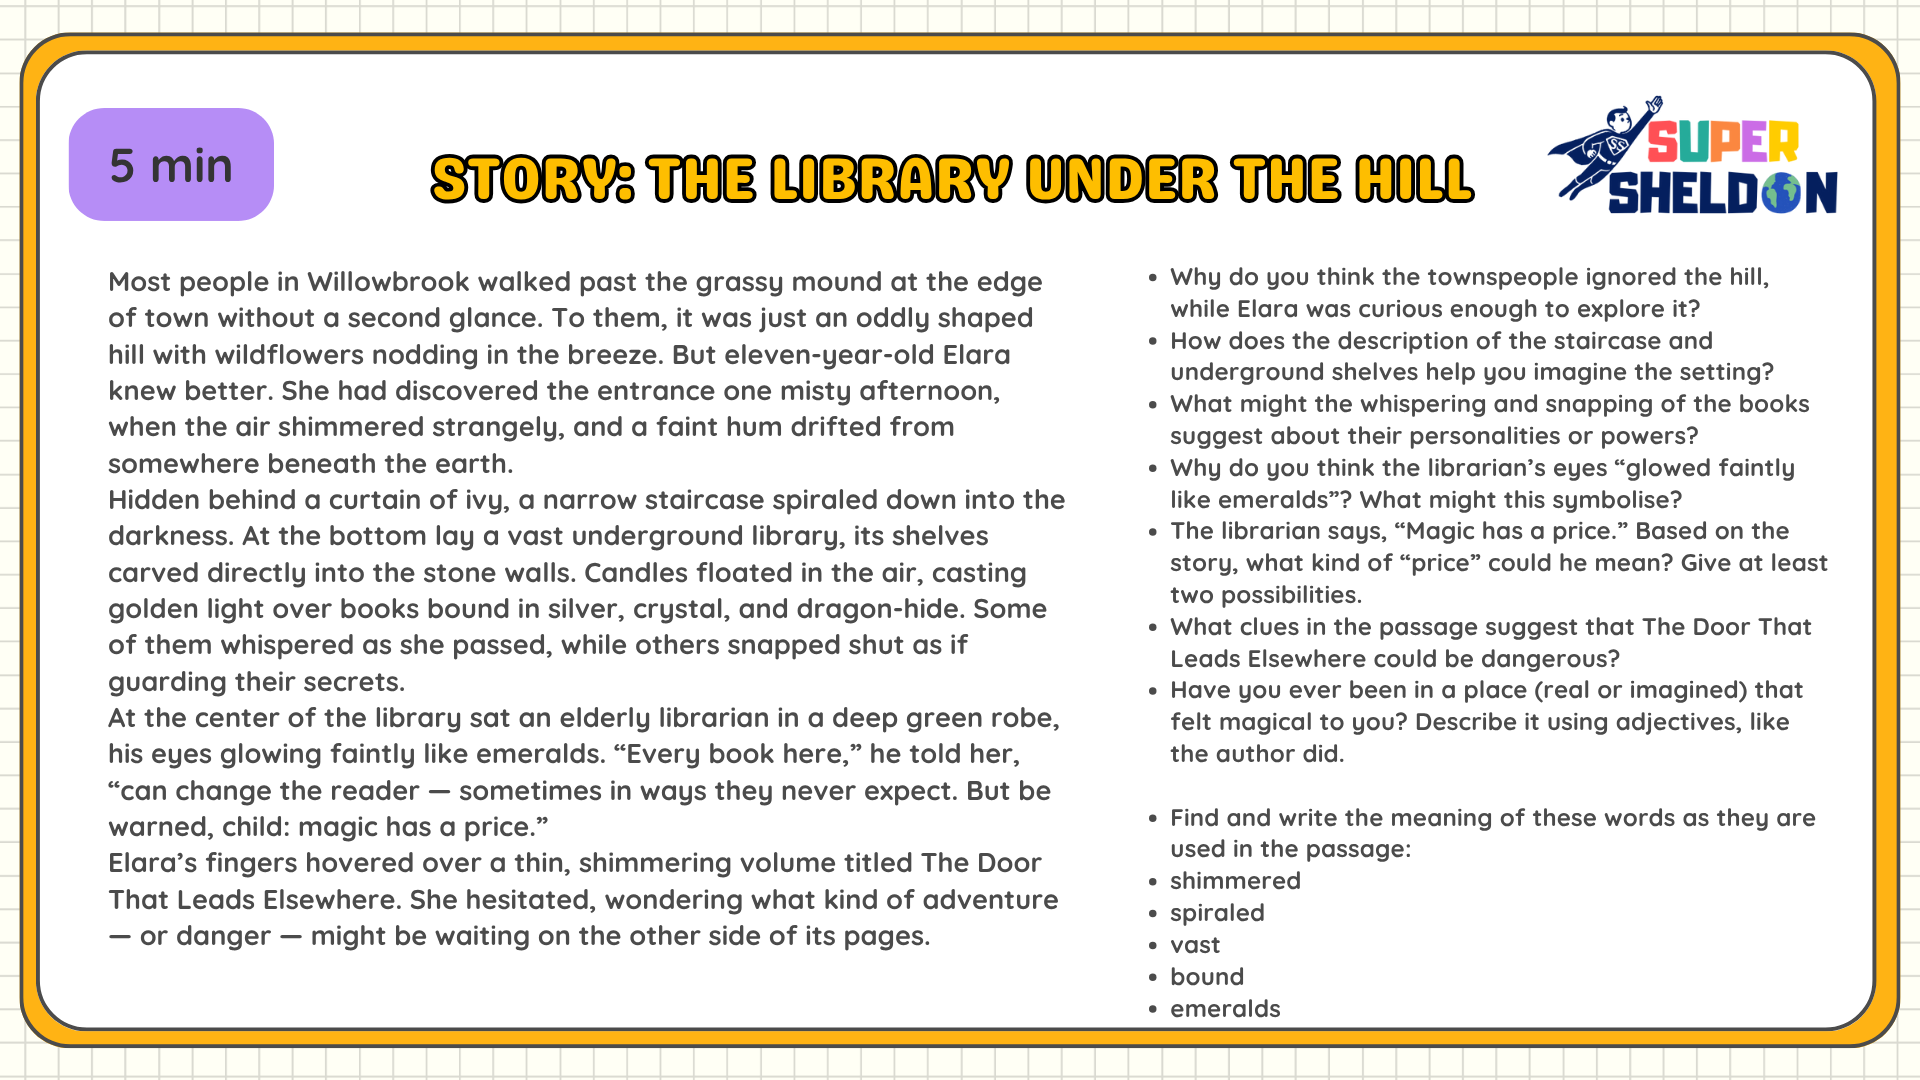 5 min
STORY: THE LIBRARY UNDER THE HILL
SUPER
SHELDON
Most people in Willowbrook walked past the grassy mound at the edge
of town without a second glance. To them, it was just an oddly shaped
hill with wildflowers nodding in the breeze. But eleven-year-old Elara
knew better. She had discovered the entrance one misty afternoon,
when the air shimmered strangely, and a faint hum drifted from
somewhere beneath the earth.
Hidden behind a curtain of ivy, a narrow staircase spiraled down into the
darkness. At the bottom lay a vast underground library, its shelves
carved directly into the stone walls. Candles floated in the air, casting
golden light over books bound in silver, crystal, and dragon-hide. Some
of them whispered as she passed, while others snapped shut as if
guarding their secrets.
At the center of the library sat an elderly librarian in a deep green robe,
his eyes glowing faintly like emeralds. “Every book here,” he told her,
“can change the reader — sometimes in ways they never expect. But be
warned, child: magic has a price.”
Elara’s fingers hovered over a thin, shimmering volume titled The Door
That Leads Elsewhere. She hesitated, wondering what kind of adventure
— or danger — might be waiting on the other side of its pages.
• Why do you think the townspeople ignored the hill,
while Elara was curious enough to explore it?
• How does the description of the staircase and
underground shelves help you imagine the setting?
• What might the whispering and snapping of the books
suggest about their personalities or powers?
• Why do you think the librarian’s eyes “glowed faintly
like emeralds”? What might this symbolise?
• The librarian says, “Magic has a price.” Based on the
story, what kind of “price” could he mean? Give at least
two possibilities.
• What clues in the passage suggest that The Door That
Leads Elsewhere could be dangerous?
• Have you ever been in a place (real or imagined) that
felt magical to you? Describe it using adjectives, like
the author did.
• Find and write the meaning of these words as they are
used in the passage:
• shimmered
• spiraled
• vast
• bound
• emeralds